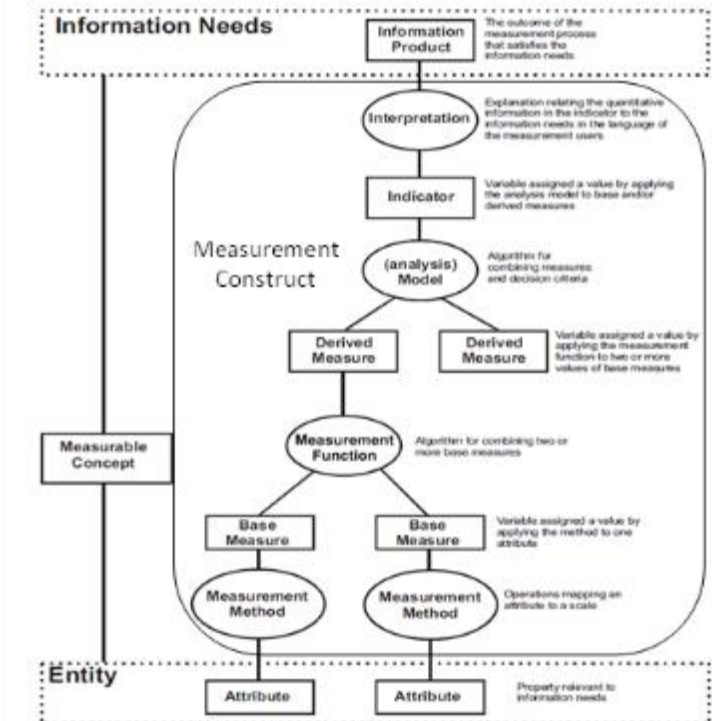 Information Needs
Information
Product
The outcome of the
measurement process
that satisfies the
information needs
Interpretation
Explanation relating the quantitative
information in the indicator to the
information needs in the language of
the measurement users
Indicator
Variable assigned a value by applying
the analysis model to base and/or
derived measures
Measurement
Construct
(analysis)
Model
Algorithm for
combining measures
and decision criteria
Derived
Measure
Derived
Measure
Variable assigned a value by
applying the measurement
function to two or more
values of base measures
Measurable
Concept
Measurement
Function
Algorithm for combining two or
more base measures
Base
Measure
Base
Measure
Variable assigned a value by
applying the method to one
attribute
Measurement
Method
Measurement
Method
Operations mapping an
attribute to a scale
Entity
Attribute
Attribute
Property relevant to
information needs